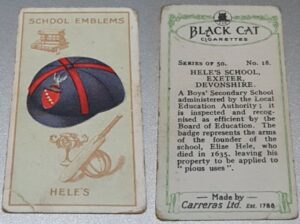 SCHOOL EMBLEMS
HELE'S
BLACK CAT
CIGARETTES
SERIES OF 50. No. 18.
HELE'S SCHOOL,
EXETER,
DEVONSHIRE.
A Boys' Secondary School
administered by the Local
Education Authority; it
is inspected and recog-
nised as efficient by the
Board of Education. The
badge represents the arms
of the founder of the
school, Elize Hele, who
died in 1635, leaving his
property to be applied to
"pious uses".
Made by
Carreras Ltd. Est. 1788